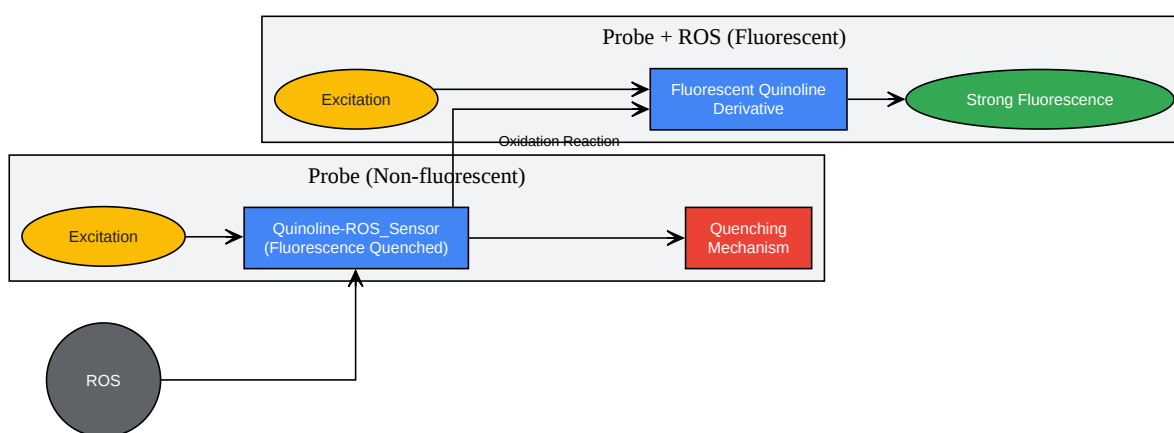 Probe + ROS (Fluorescent)
Excitation
Fluorescent Quinoline
Derivative
Strong Fluorescence
Oxidation Reaction
Probe (Non-fluorescent)
Excitation
Quinoline-ROS_Sensor
(Fluorescence Quenched)
Quenching
Mechanism
ROS